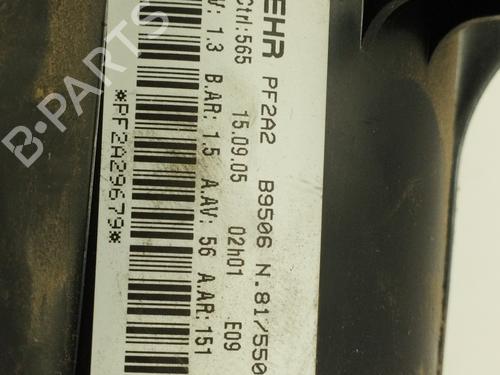 EHR PF2A2 B9506 N.81/550
Ctrl:565 15.09.05 02h01 E09
V: 1.3 B.AR: 1.5 A.AV: 56 A.AR: 151
*PF2A29679*
B-PARTS